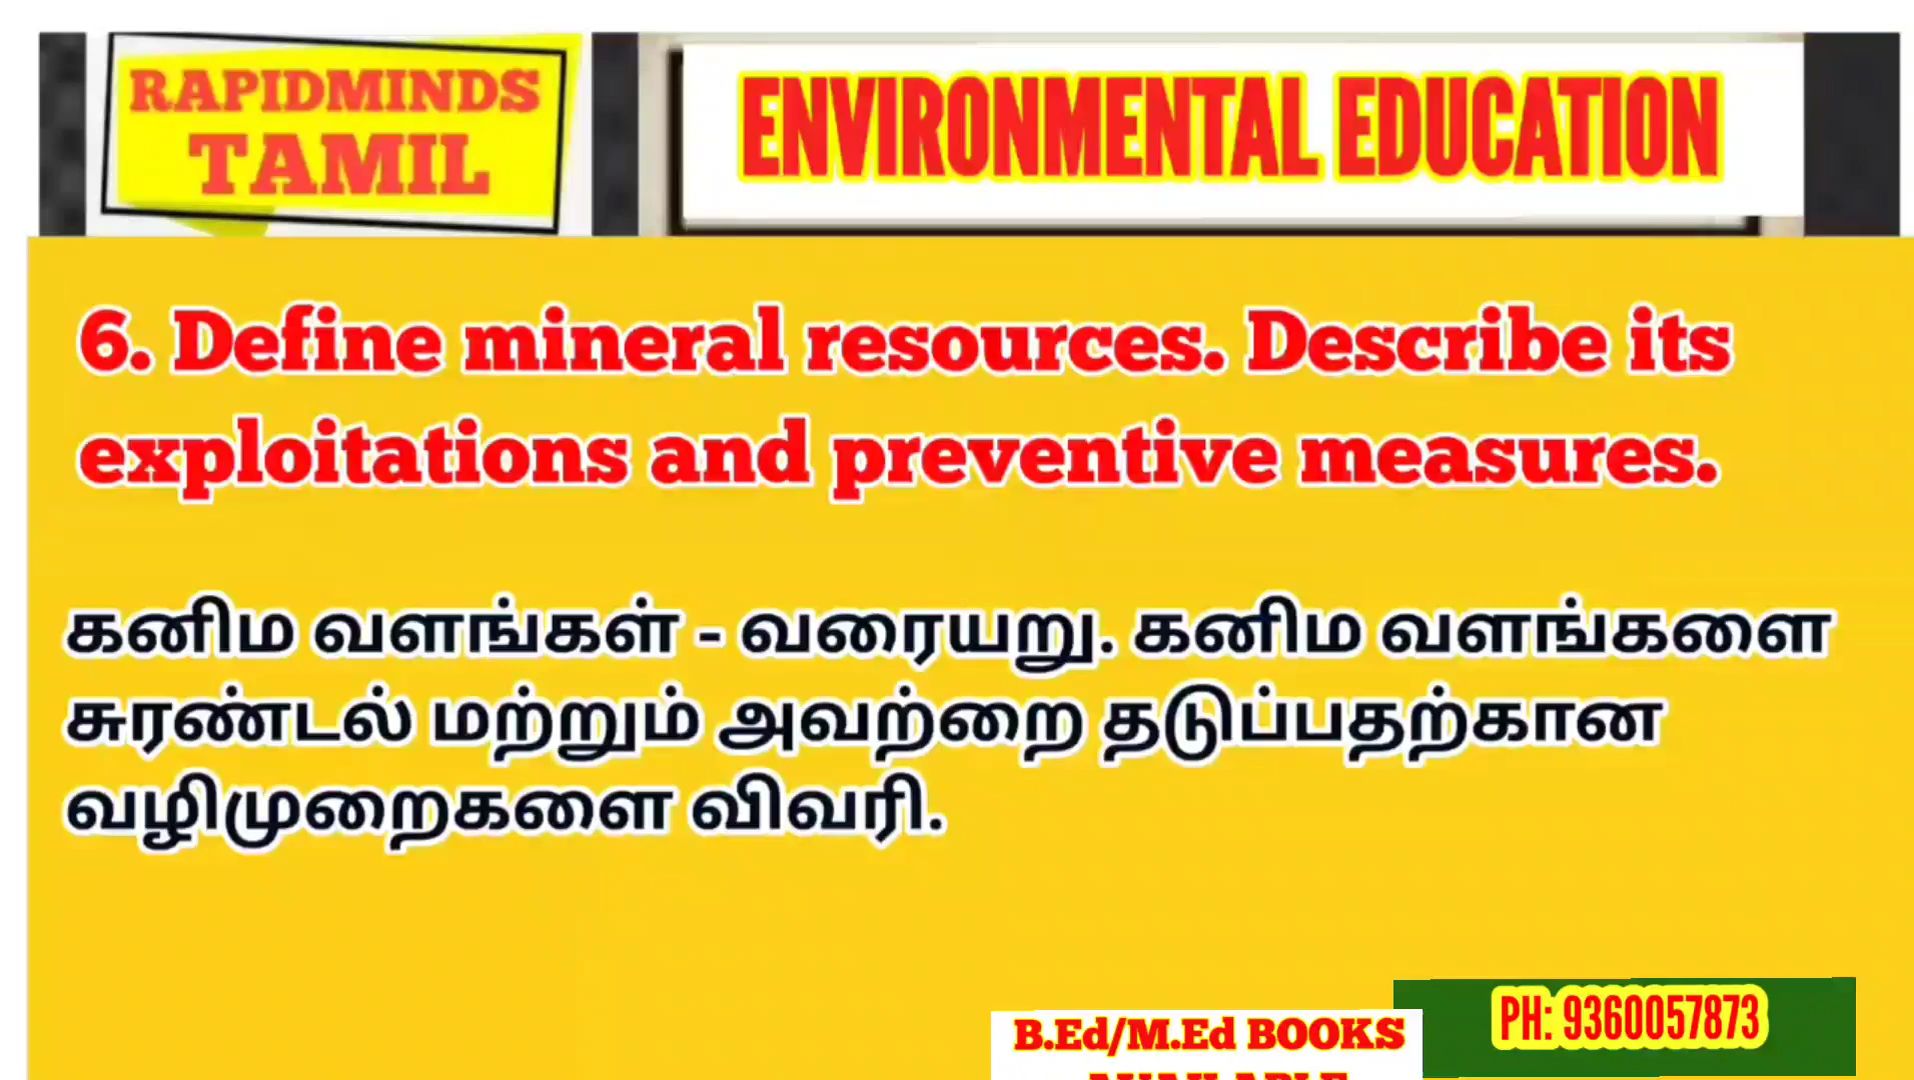 RAPIDMINDS
TAMIL
ENVIRONMENTAL EDUCATION
6. Define mineral resources. Describe its
exploitations and preventive measures.
கனிம வளங்கள் - வரையறு. கனிம வளங்களை
சுரண்டல் மற்றும் அவற்றை தடுப்பதற்கான
வழிமுறைகளை விவரி.
PH: 9360057873
B.Ed/M.Ed BOOKS